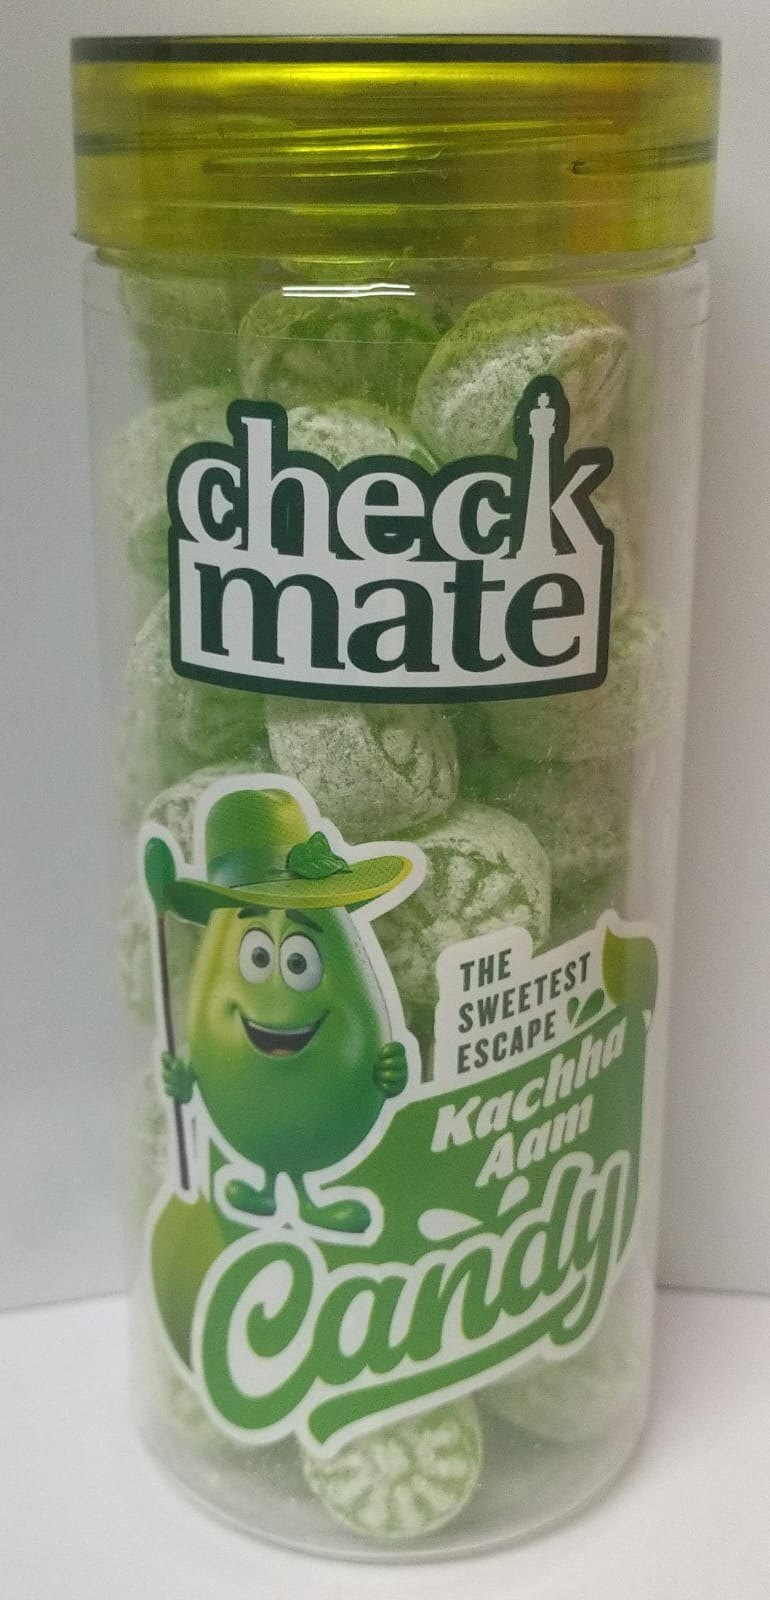 check
mate
THE
SWEETEST
ESCAPE
Kachha
Aam
Candy